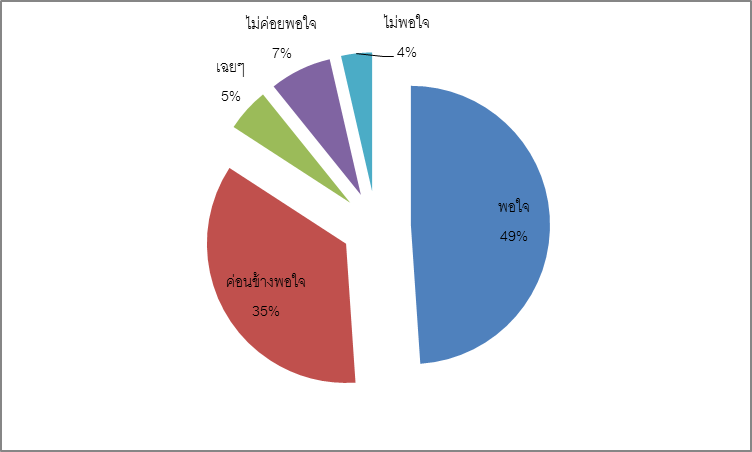 ไม่พอใจ
4%
ไม่ค่อยพอใจ
7%
เฉยๆ
5%
พอใจ
49%
ค่อนข้างพอใจ
35%